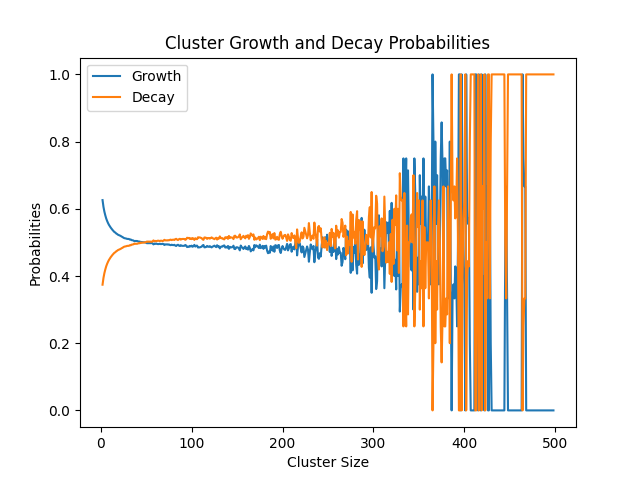 Cluster Growth and Decay Probabilities
Growth
Decay
1.0
0.8
0.6
0.4
0.2
0.0
Probabilities
0
100
200
300
400
500
Cluster Size